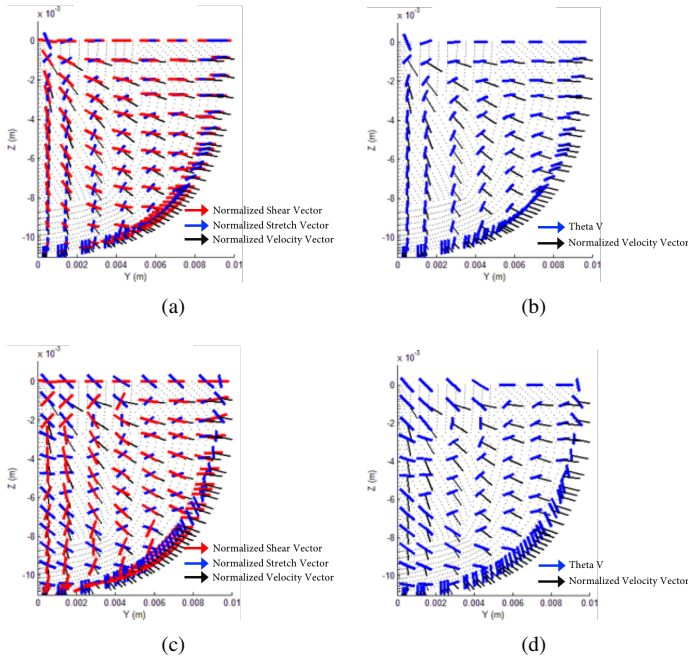 x 10⁻³
0
-2
-4
-6
-8
-10
Z (m)
0 0.002 0.004 0.006 0.008 0.01
Y (m)
Normalized Shear Vector
Normalized Stretch Vector
Normalized Velocity Vector
(a)
x 10⁻³
0
-2
-4
-6
-8
-10
Z (m)
0 0.002 0.004 0.006 0.008 0.01
Y (m)
Theta V
Normalized Velocity Vector
(b)
x 10⁻³
0
-2
-4
-6
-8
-10
Z (m)
0 0.002 0.004 0.006 0.008 0.01
Y (m)
Normalized Shear Vector
Normalized Stretch Vector
Normalized Velocity Vector
(c)
x 10⁻³
0
-2
-4
-6
-8
-10
Z (m)
0 0.002 0.004 0.006 0.008 0.01
Y (m)
Theta V
Normalized Velocity Vector
(d)